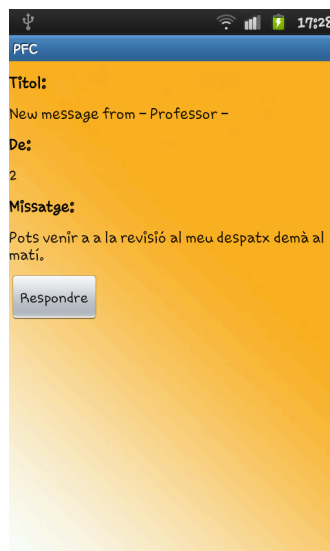 17:28
PFC
Títol:
New message from - Professor -
De:
2
Missatge:
Pots venir a a la revisió al meu despatx demà al
matí.
Respondre